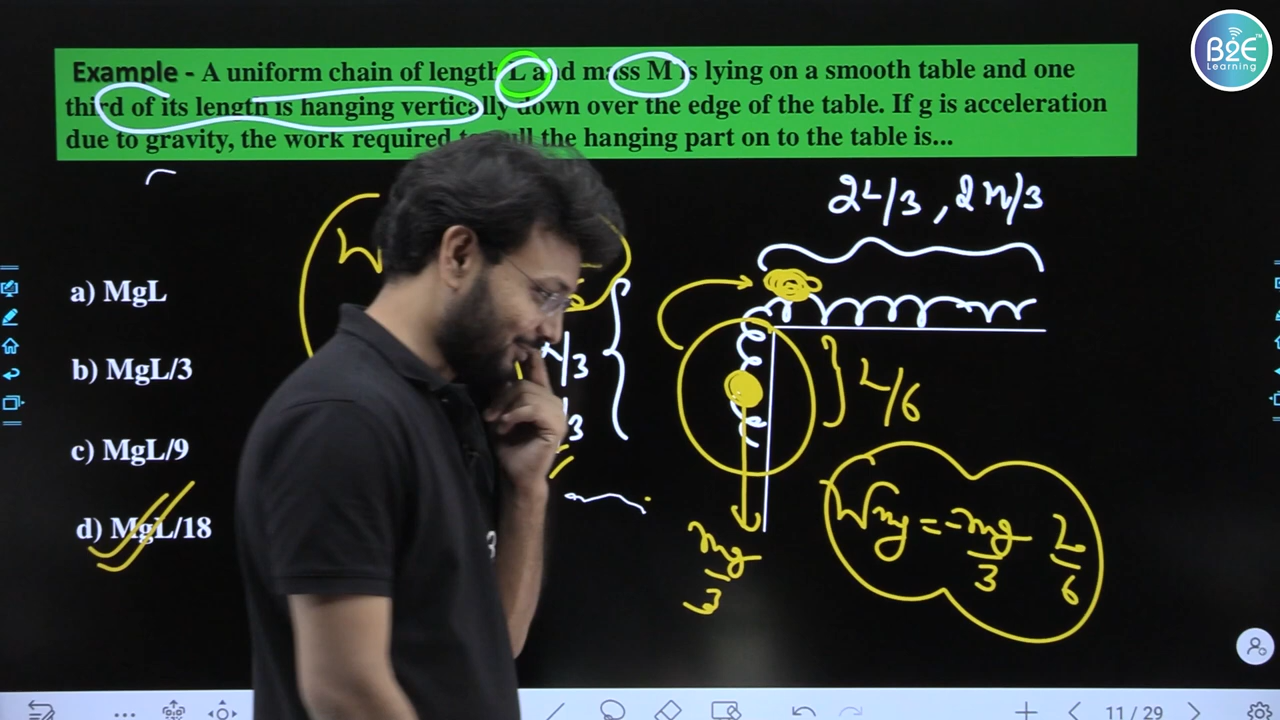 B2E
Learning
Example - A uniform chain of length L and mass M is lying on a smooth table and one
third of its length is hanging vertically down over the edge of the table. If g is acceleration
due to gravity, the work required to pull the hanging part on to the table is...
2L/3 , 2M/3
a) MgL
b) MgL/3
c) MgL/9
d) MgL/18
W
/3
3
L/6
Mg
3
Wmg = -Mg/3 L/6
11 / 29